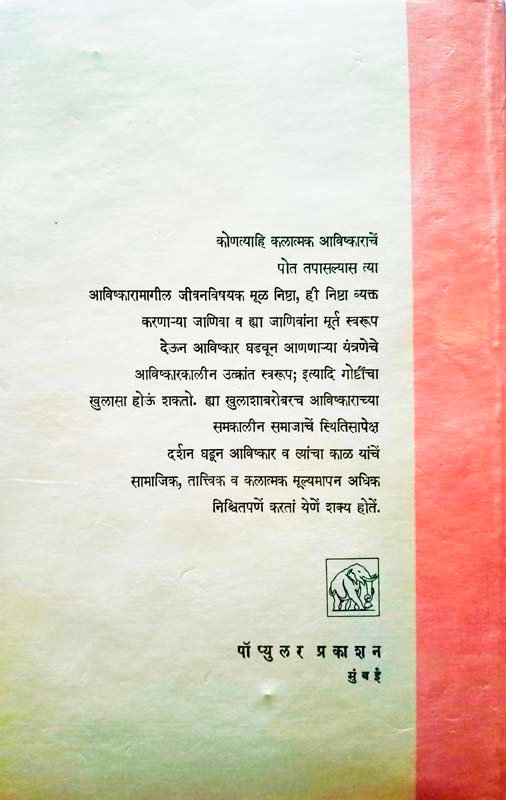 कोणत्याहि कलात्मक आविष्काराचें
पोत तपासल्यास त्या
आविष्कारामागील जीवनविषयक मूळ निष्ठा, ही निष्ठा व्यक्त
करणाऱ्या जाणिवा व ह्या जाणिवांना मूर्त स्वरूप
देऊन आविष्कार घडवून आणणाऱ्या यंत्रणेचे
आविष्कारकालीन उत्क्रांत स्वरूप; इत्यादि गोष्टींचा
खुलासा होऊं शकतो. ह्या खुलाशाबरोबरच आविष्काराच्या
समकालीन समाजाचें स्थितिसापेक्ष
दर्शन घडून आविष्कार व त्यांचा काळ यांचें
सामाजिक, तात्त्विक व कलात्मक मूल्यमापन अधिक
निश्चितपणें करतां येणें शक्य होतें.
पॉप्युलर प्रकाशन
मुंबई